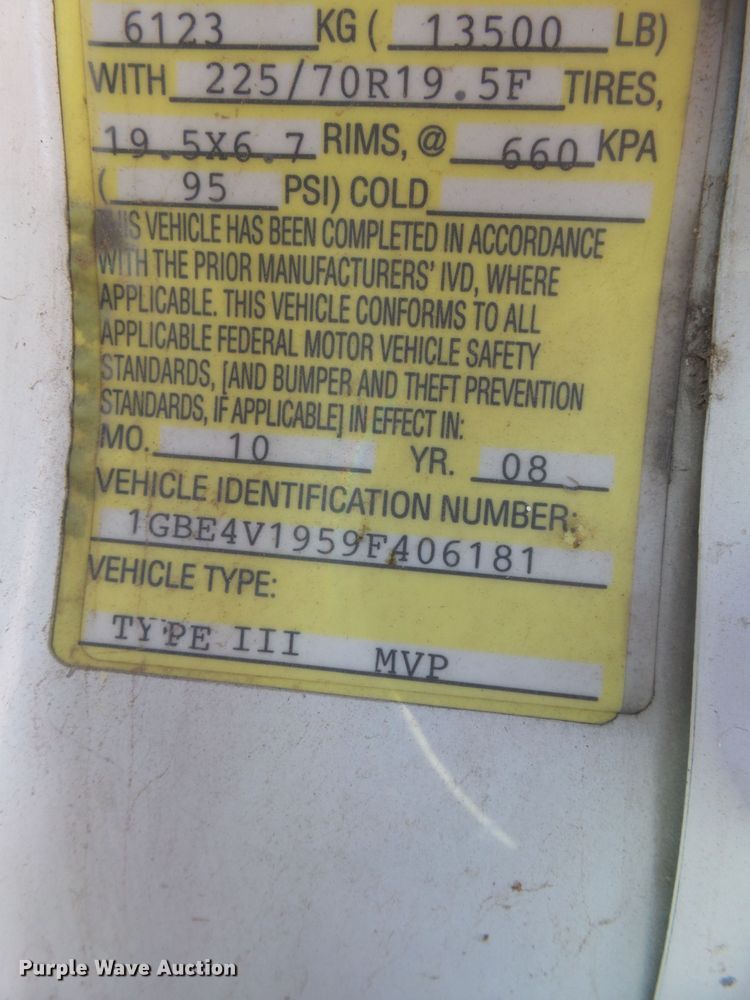 6123 KG ( 13500 LB)
WITH 225/70R19.5F TIRES,
19.5X6.7 RIMS, @ 660 KPA
( 95 PSI) COLD
THIS VEHICLE HAS BEEN COMPLETED IN ACCORDANCE
WITH THE PRIOR MANUFACTURERS' IVD, WHERE
APPLICABLE. THIS VEHICLE CONFORMS TO ALL
APPLICABLE FEDERAL MOTOR VEHICLE SAFETY
STANDARDS, [AND BUMPER AND THEFT PREVENTION
STANDARDS, IF APPLICABLE] IN EFFECT IN:
MO. 10 YR. 08
VEHICLE IDENTIFICATION NUMBER:
1GBE4V1959F406181
VEHICLE TYPE:
TYPE III MVP
Purple Wave Auction